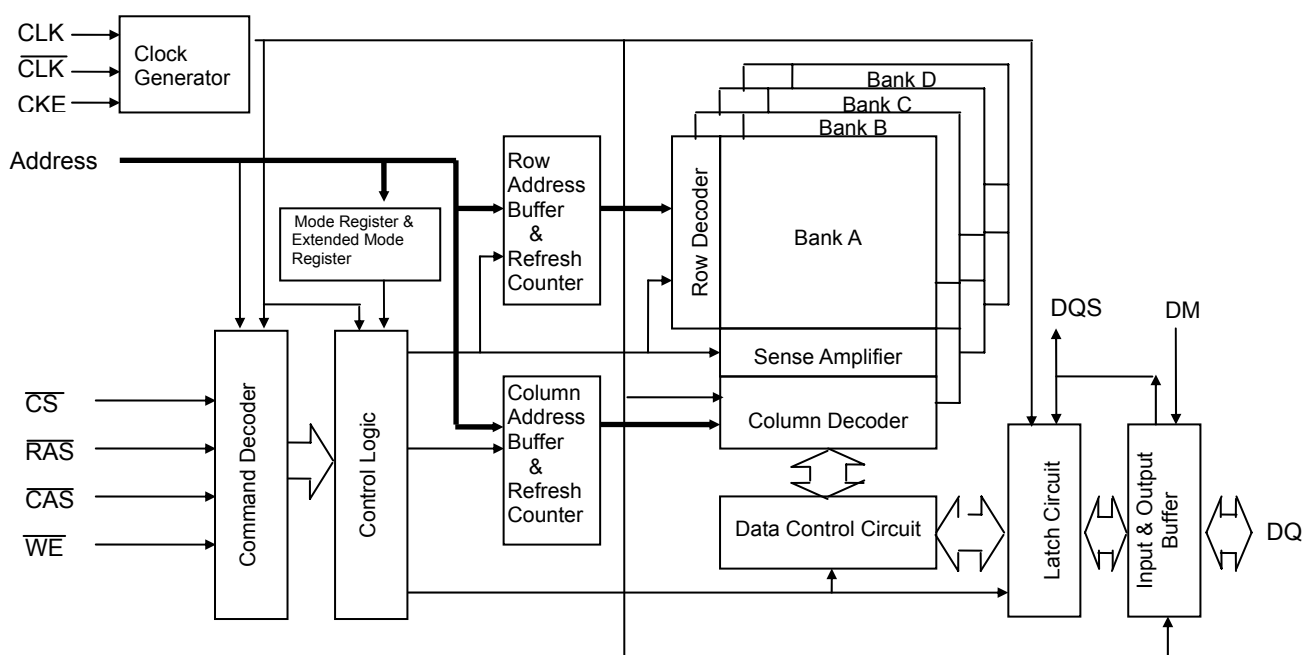 CLK
CLK
CKE
Clock
Generator
Address
Mode Register &
Extended Mode
Register
Row
Address
Buffer
&
Refresh
Counter
Row Decoder
Bank D
Bank C
Bank B
Bank A
Sense Amplifier
Column Decoder
CS
RAS
CAS
WE
Command Decoder
Control Logic
Column
Address
Buffer
&
Refresh
Counter
Data Control Circuit
DQS
DM
Latch Circuit
Input & Output
Buffer
DQ